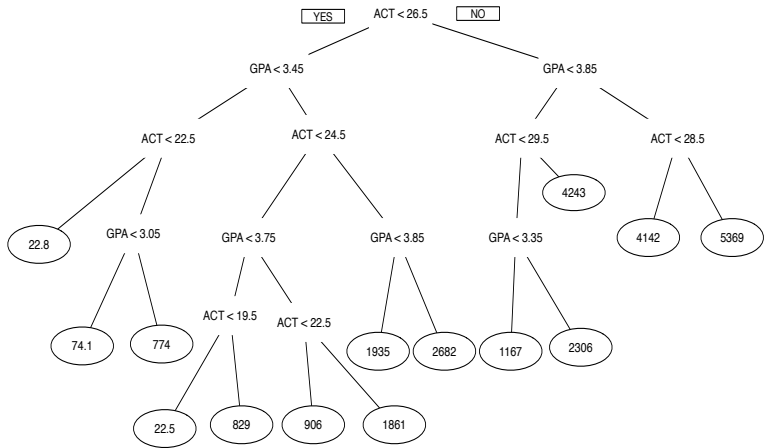 YES
ACT < 26.5
NO
GPA < 3.45
GPA < 3.85
ACT < 22.5
ACT < 24.5
ACT < 29.5
ACT < 28.5
4243
22.8
GPA < 3.05
GPA < 3.75
GPA < 3.85
GPA < 3.35
4142
5369
74.1
774
ACT < 19.5
ACT < 22.5
1935
2682
1167
2306
22.5
829
906
1861